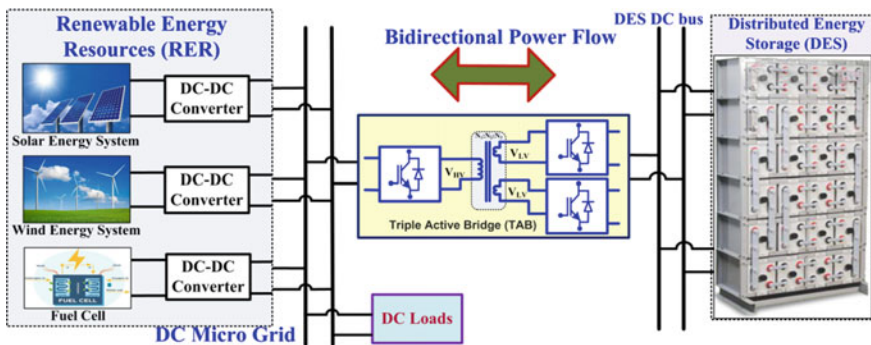 Renewable Energy
Resources (RER)
DC-DC
Converter
Solar Energy System
DC-DC
Converter
Wind Energy System
FUEL CELL
DC-DC
Converter
Fuel Cell
DC Micro Grid
Bidirectional Power Flow
V_HV
V_LV
V_LV
Triple Active Bridge (TAB)
DC Loads
DES DC bus
Distributed Energy
Storage (DES)